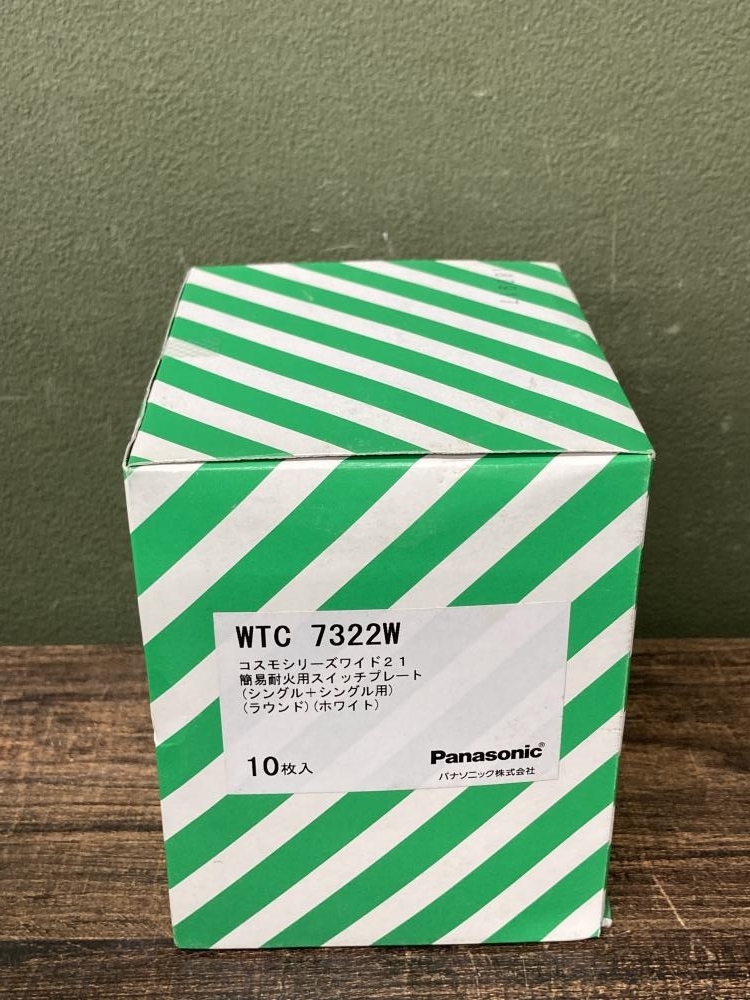 WTC 7322W
コスモシリーズワイド２１
簡易耐火用スイッチプレート
(シングル＋シングル用)
(ラウンド)(ホワイト)
10枚入
Panasonic®
パナソニック株式会社